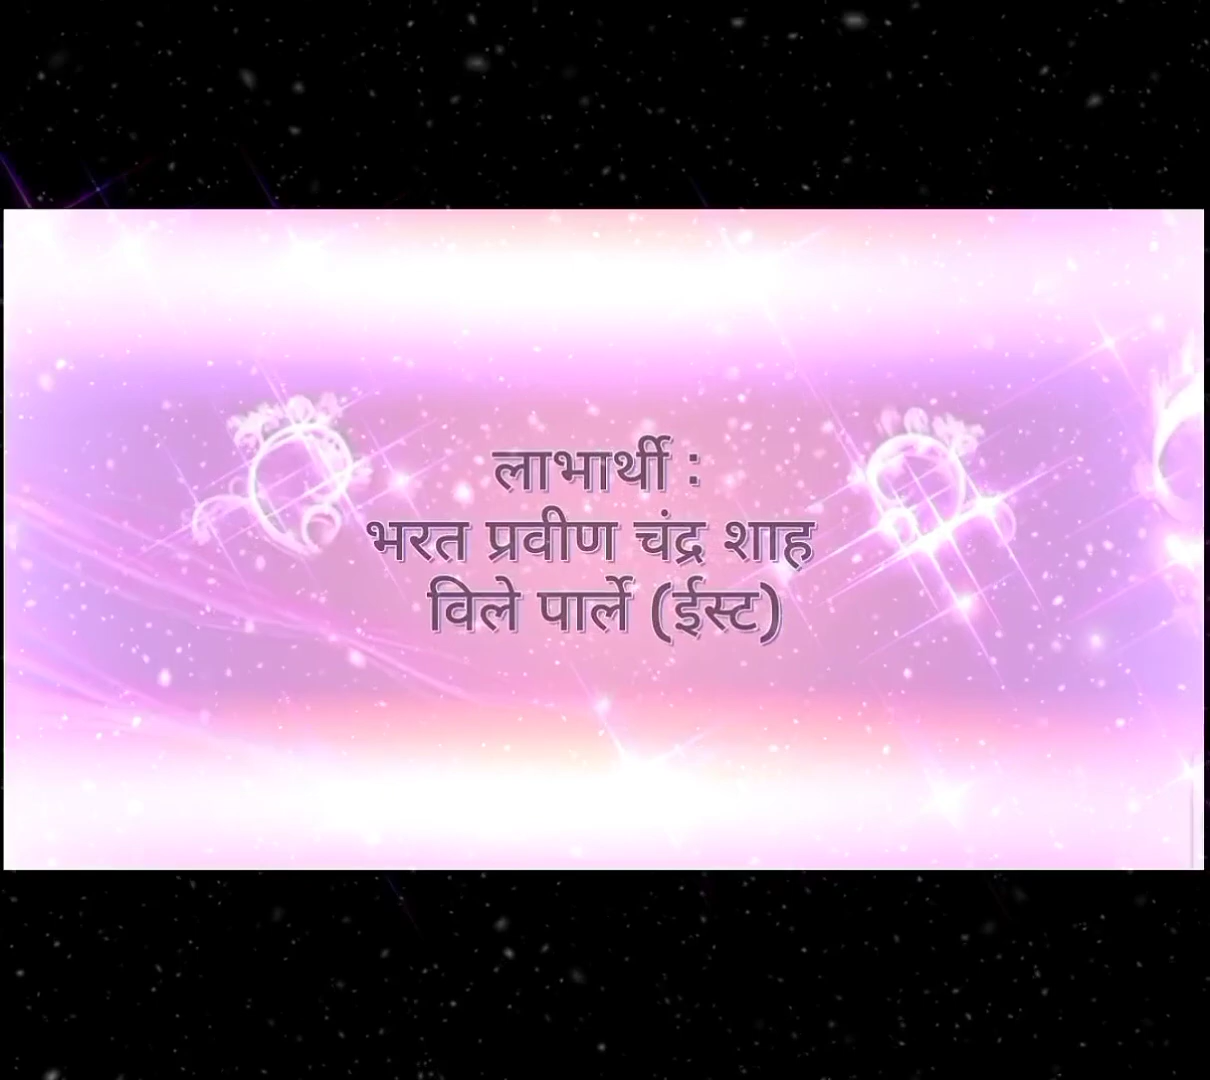 लाभार्थी :
भरत प्रवीण चंद्र शाह
विले पार्ले (ईस्ट)